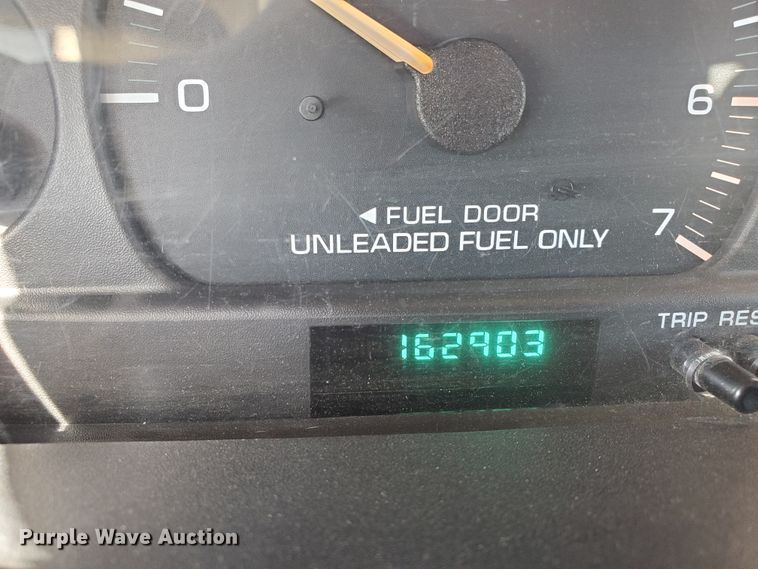 0
6
◄ FUEL DOOR
7
UNLEADED FUEL ONLY
TRIP RES
162903
Purple Wave Auction